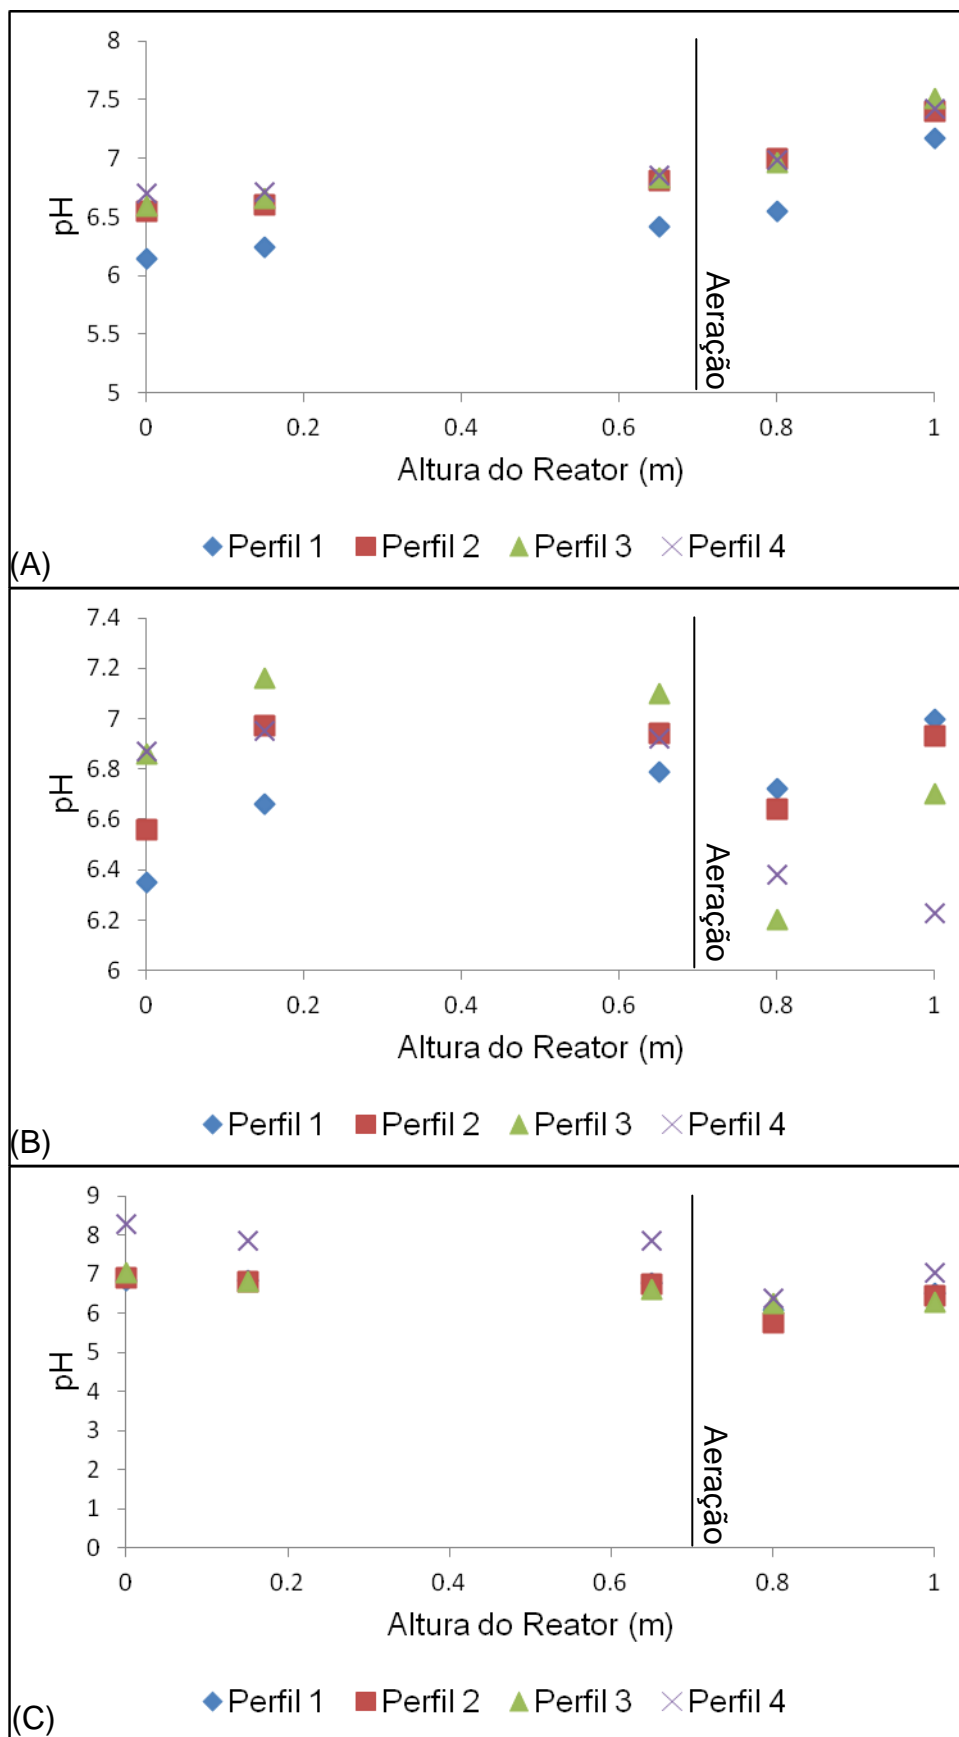 8
7.5
7
6.5
6
5.5
5
pH
Aeração
0 0.2 0.4 0.6 0.8 1
Altura do Reator (m)
Perfil 1 Perfil 2 Perfil 3 Perfil 4
(A)
7.4
7.2
7
6.8
6.6
6.4
6.2
6
pH
Aeração
0 0.2 0.4 0.6 0.8 1
Altura do Reator (m)
Perfil 1 Perfil 2 Perfil 3 Perfil 4
(B)
9
8
7
6
5
4
3
2
1
0
pH
Aeração
0 0.2 0.4 0.6 0.8 1
Altura do Reator (m)
Perfil 1 Perfil 2 Perfil 3 Perfil 4
(C)